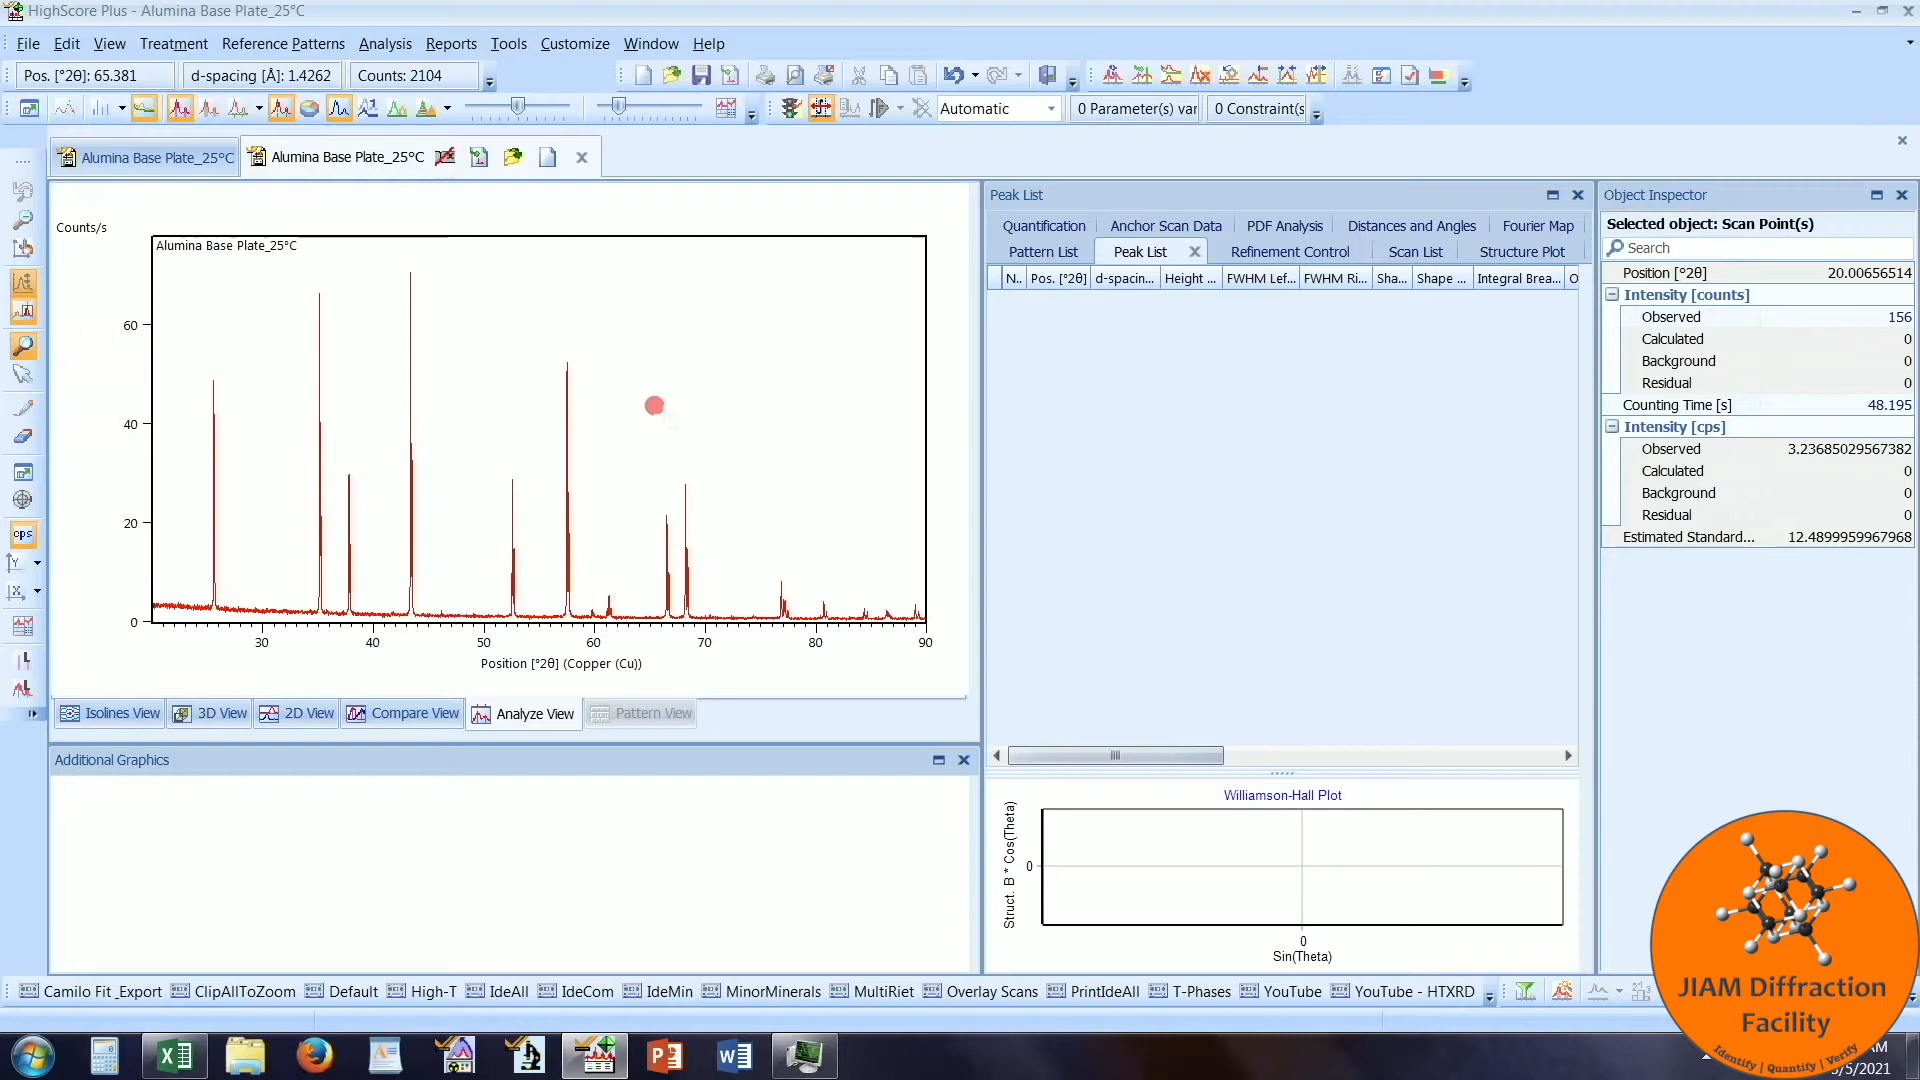 HighScore Plus - Alumina Base Plate_25°C
File Edit View Treatment Reference Patterns Analysis Reports Tools Customize Window Help
Pos. [°2θ]: 65.381 d-spacing [Å]: 1.4262 Counts: 2104
Automatic 0 Parameter(s) var 0 Constraint(s
Alumina Base Plate_25°C Alumina Base Plate_25°C
Peak List
Object Inspector
Quantification Anchor Scan Data PDF Analysis Distances and Angles Fourier Map
Pattern List Peak List Refinement Control Scan List Structure Plot
N.. Pos. [°2θ] d-spacin... Height ... FWHM Lef... FWHM Ri... Sha... Shape ... Integral Brea... O
Selected object: Scan Point(s)
Search
Position [°2θ] 20.00656514
Intensity [counts]
Observed 156
Calculated 0
Background 0
Residual 0
Counting Time [s] 48.195
Intensity [cps]
Observed 3.23685029567382
Calculated 0
Background 0
Residual 0
Estimated Standard... 12.4899959967968
cps
Counts/s
Alumina Base Plate_25°C
60
40
20
0
30 40 50 60 70 80 90
Position [°2θ] (Copper (Cu))
Isolines View 3D View 2D View Compare View Analyze View Pattern View
Additional Graphics
Williamson-Hall Plot
Struct. B * Cos(Theta)
0
0
Sin(Theta)
Camilo Fit _Export ClipAllToZoom Default High-T IdeAll IdeCom IdeMin MinorMinerals MultiRiet Overlay Scans PrintIdeAll T-Phases YouTube YouTube - HTXRD
JIAM Diffraction
Facility
Identify | Quantify | Verify
AM
/5/2021